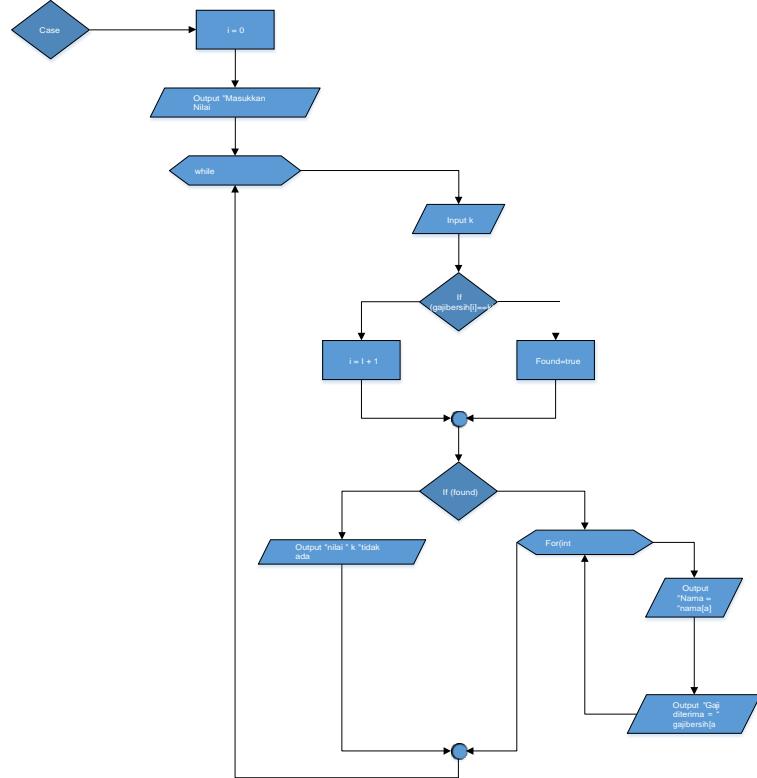 Case
i = 0
Output "Masukkan
Nilai
while
Input k
If
(gajibersih[i]==k
i = I + 1
Found=true
If (found)
Output "nilai " k "tidak
ada
For(int
Output
"Nama =
"nama[a]
Output "Gaji
diterima = "
gajibersih[a